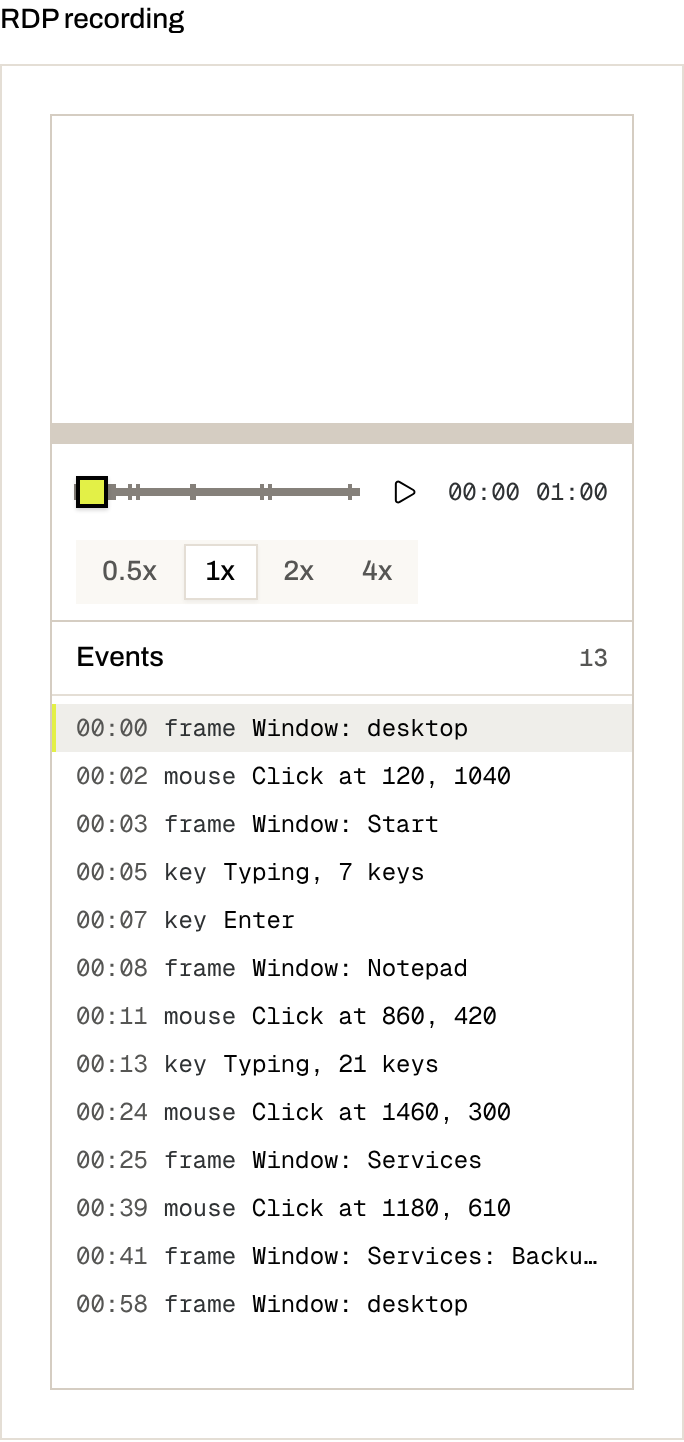 RDP recording
00:00 01:00
0.5x 1x 2x 4x
Events 13
00:00 frame Window: desktop
00:02 mouse Click at 120, 1040
00:03 frame Window: Start
00:05 key Typing, 7 keys
00:07 key Enter
00:08 frame Window: Notepad
00:11 mouse Click at 860, 420
00:13 key Typing, 21 keys
00:24 mouse Click at 1460, 300
00:25 frame Window: Services
00:39 mouse Click at 1180, 610
00:41 frame Window: Services: Backu…
00:58 frame Window: desktop